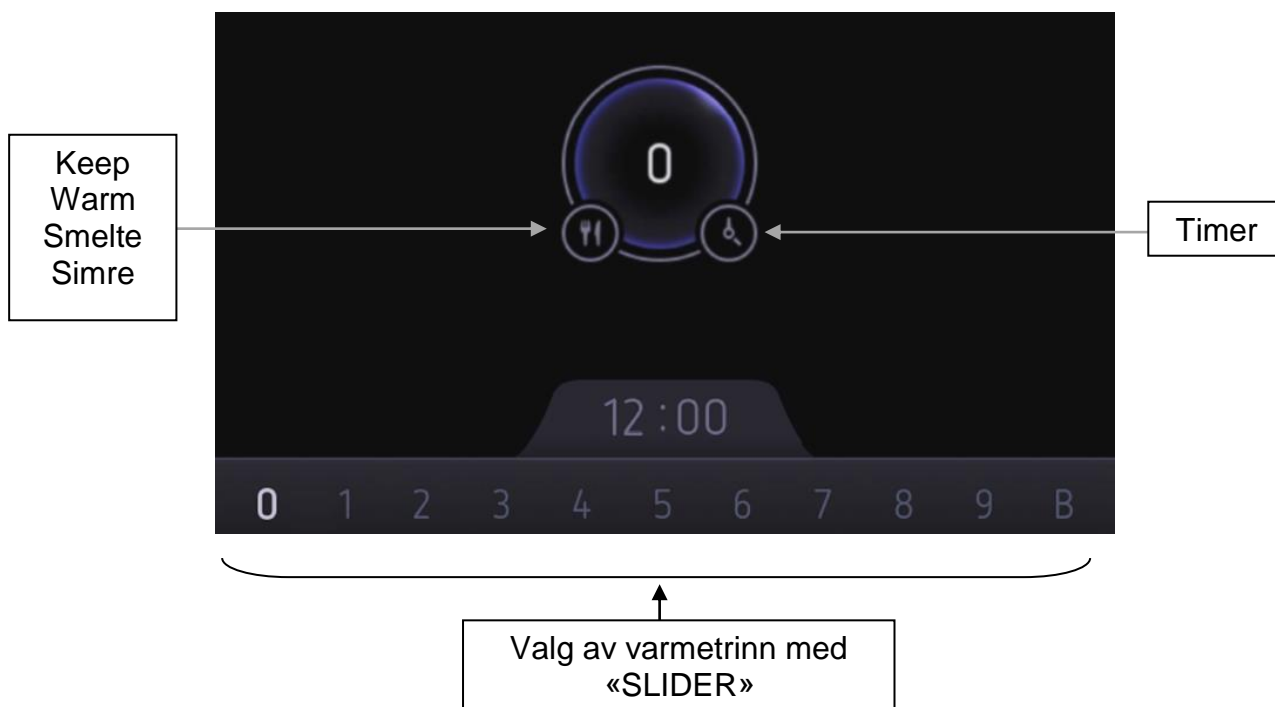 0
Keep
Warm
Smelte
Simre
Timer
12:00
0 1 2 3 4 5 6 7 8 9 B
Valg av varmetrinn med
«SLIDER»